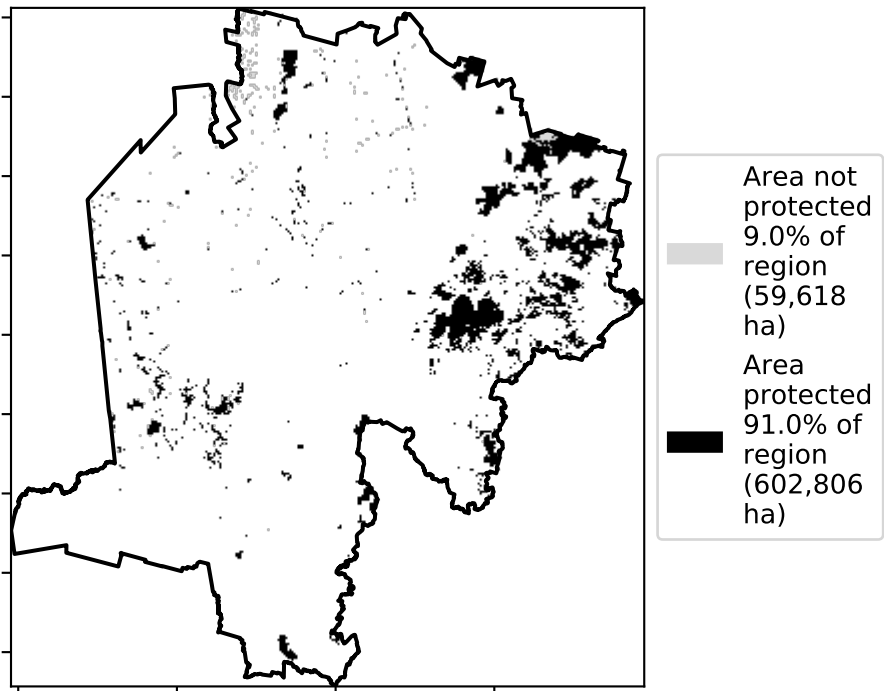 Area not
protected
9.0% of
region
(59,618
ha)
Area
protected
91.0% of
region
(602,806
ha)